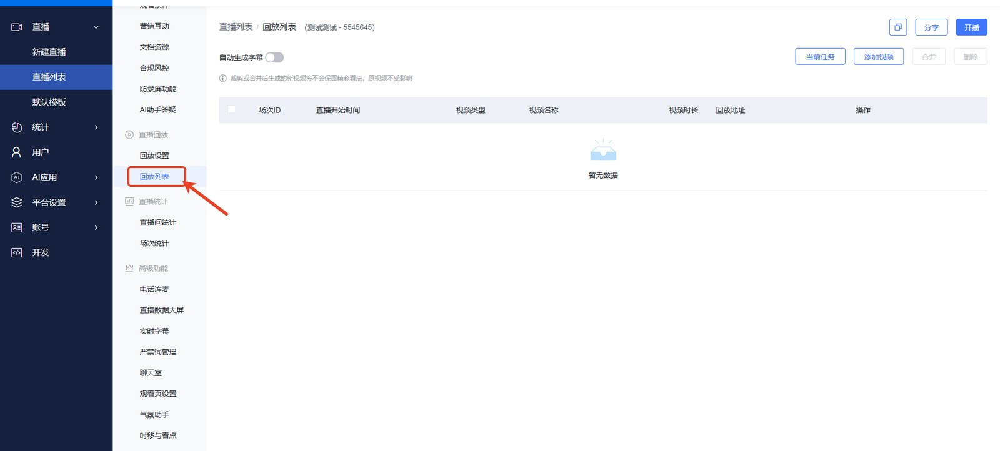 直播
新建直播
直播列表
默认模板
统计
用户
AI应用
平台设置
账号
开发
观看条件
营销互动
文档资源
合规风控
防录屏功能
AI助手答疑
直播回放
回放设置
回放列表
直播统计
直播间统计
场次统计
高级功能
电话连麦
直播数据大屏
实时字幕
严禁词管理
聊天室
观看页设置
气氛助手
时移与看点
直播列表 / 回放列表 (测试测试 - 5545645)
分享
开播
自动生成字幕
当前任务
添加视频
合并
删除
裁剪或合并后生成的新视频将不会保留精彩看点，原视频不受影响
场次ID 直播开始时间 视频类型 视频名称 视频时长 回放地址 操作
暂无数据